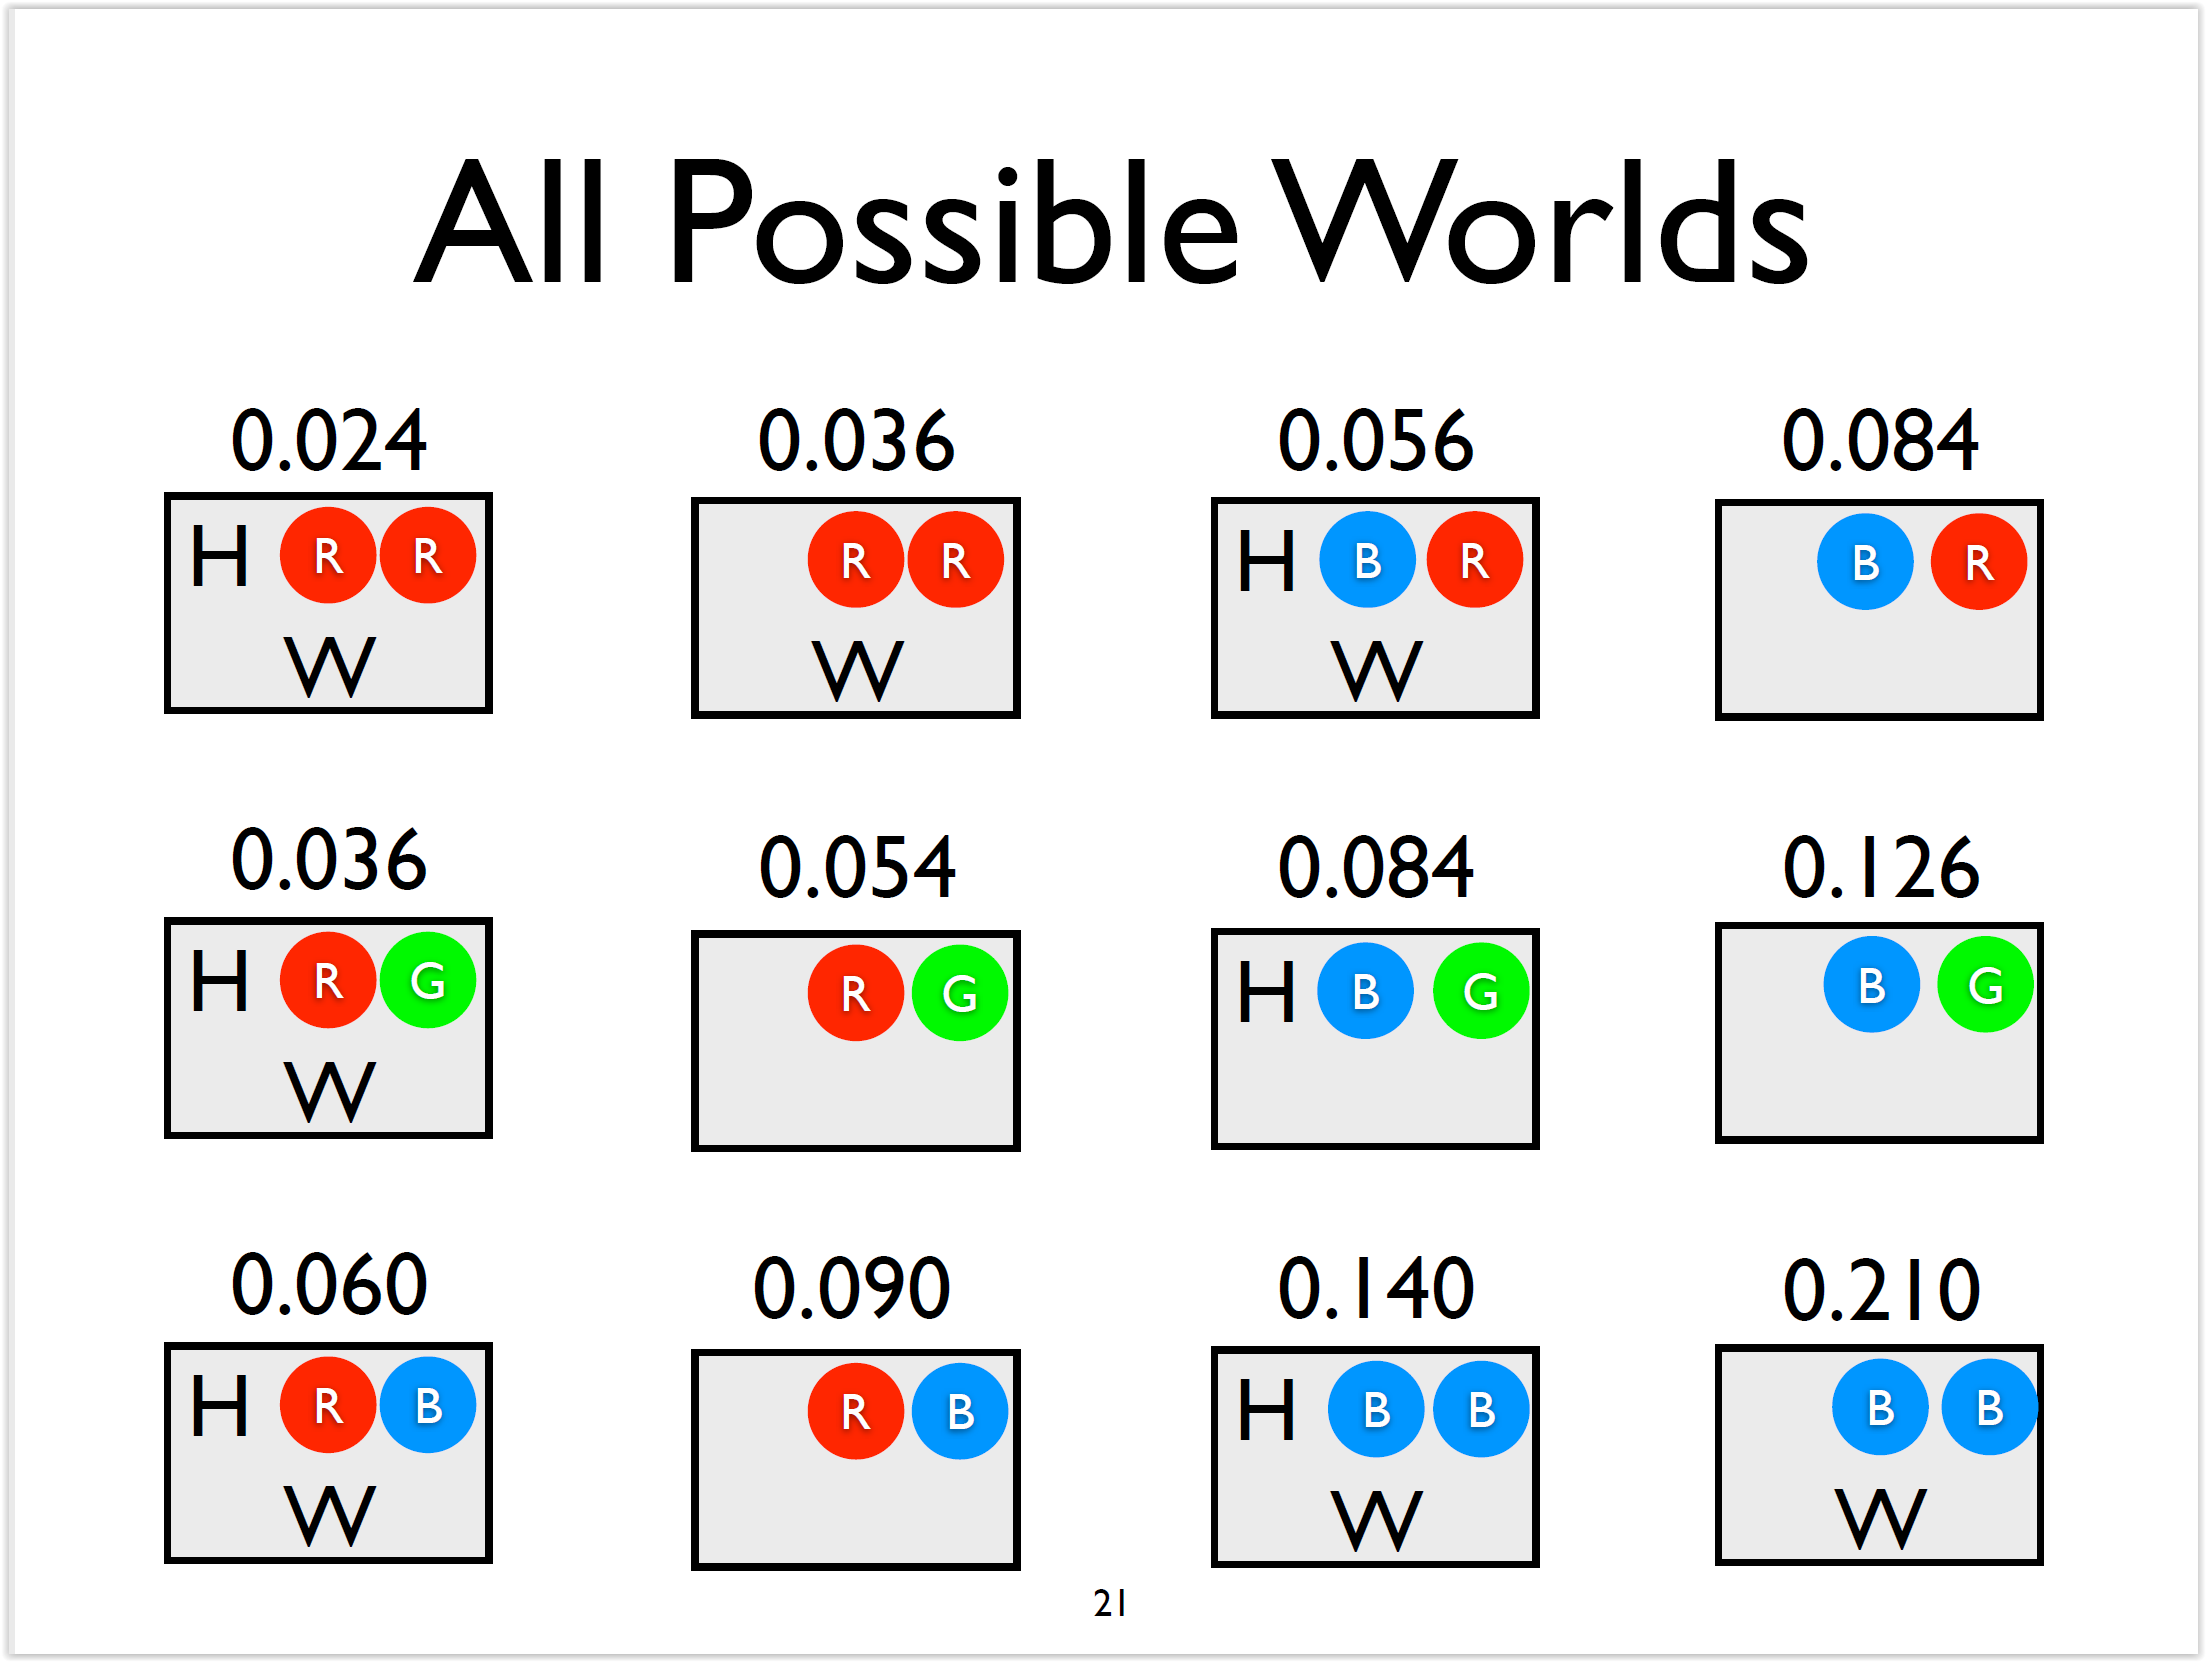 All Possible Worlds
0.024 0.036 0.056 0.084
H R R R R H B R B R
W W W
0.036 0.054 0.084 0.126
H R G R G H B G B G
W
0.060 0.090 0.140 0.210
H R B R B H B B B B
W W W
21